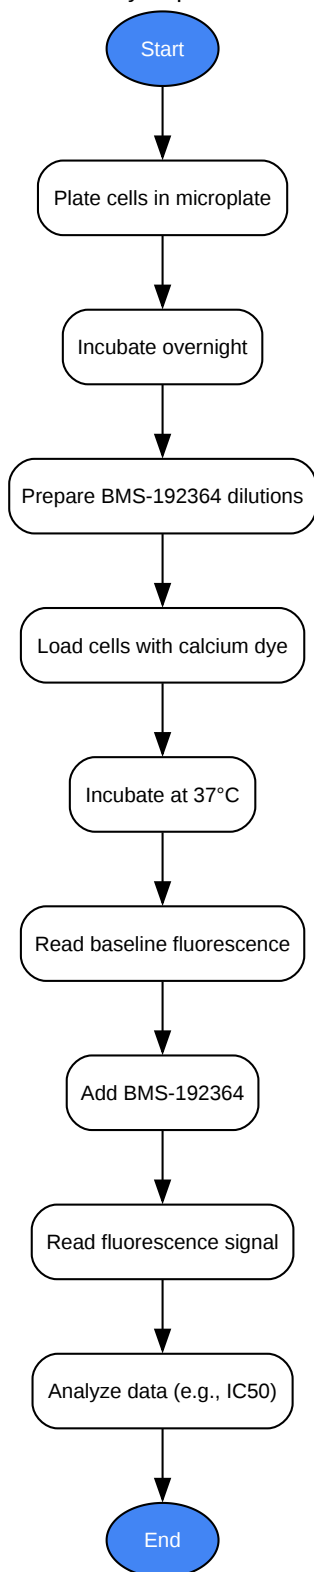 Start
Plate cells in microplate
Incubate overnight
Prepare BMS-192364 dilutions
Load cells with calcium dye
Incubate at 37°C
Read baseline fluorescence
Add BMS-192364
Read fluorescence signal
Analyze data (e.g., IC50)
End